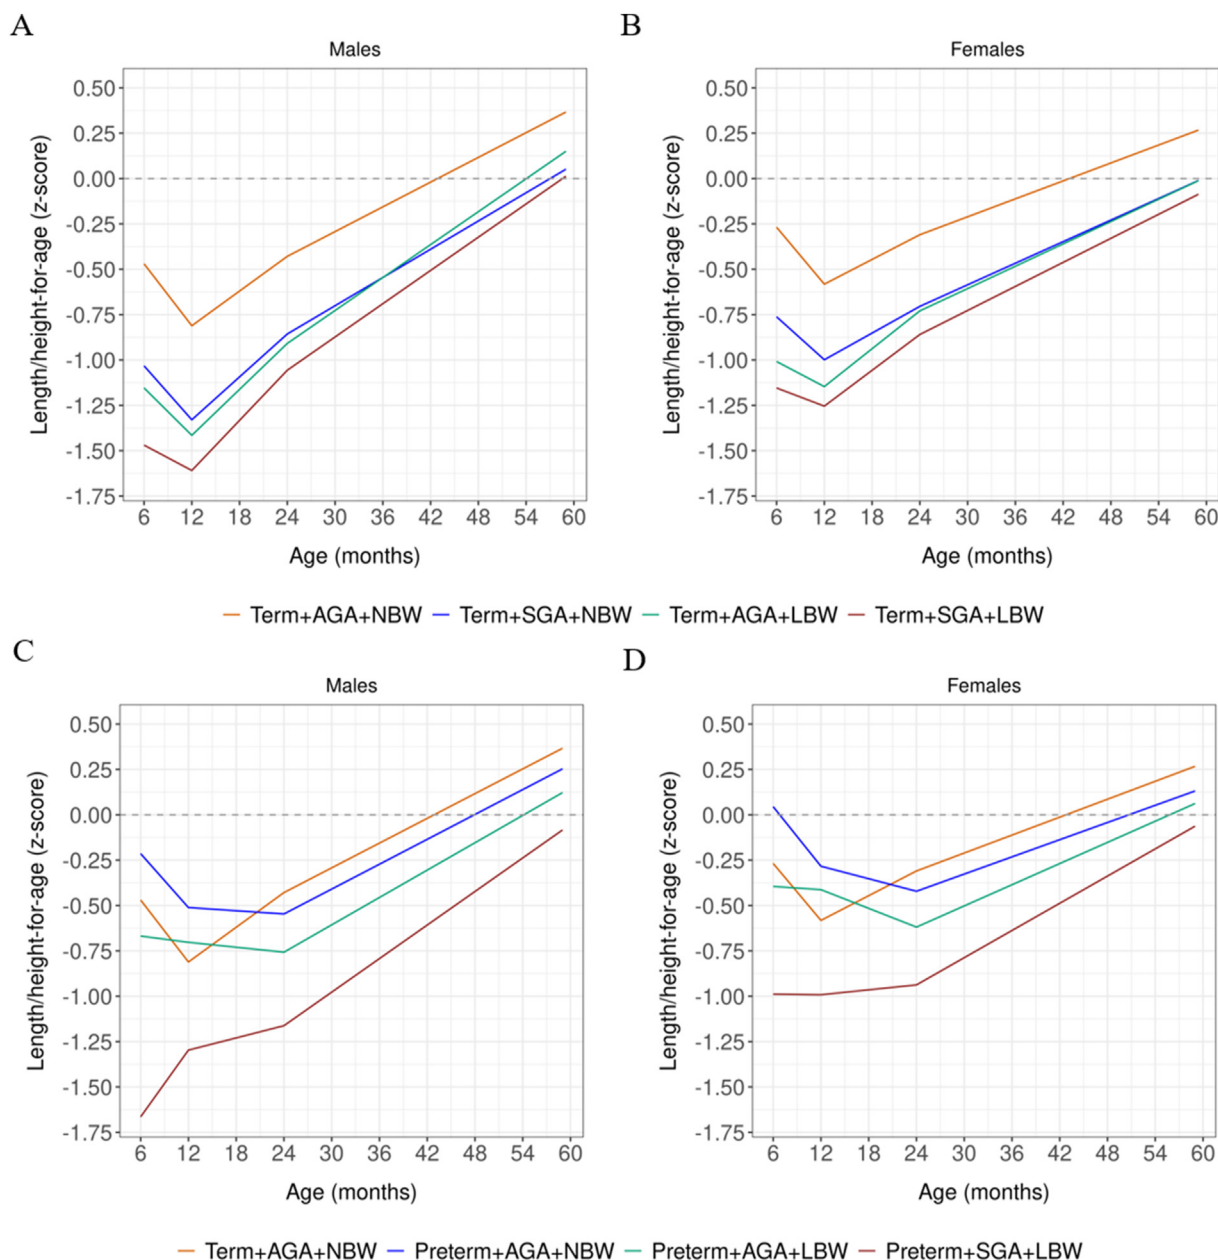 A
B
Males
Females
0.50
0.25
0.00
-0.25
-0.50
-0.75
-1.00
-1.25
-1.50
-1.75
Length/height-for-age (z-score)
6 12 18 24 30 36 42 48 54 60
Age (months)
0.50
0.25
0.00
-0.25
-0.50
-0.75
-1.00
-1.25
-1.50
-1.75
Length/height-for-age (z-score)
6 12 18 24 30 36 42 48 54 60
Age (months)
Term+AGA+NBW Term+SGA+NBW Term+AGA+LBW Term+SGA+LBW
C
D
Males
Females
0.50
0.25
0.00
-0.25
-0.50
-0.75
-1.00
-1.25
-1.50
-1.75
Length/height-for-age (z-score)
6 12 18 24 30 36 42 48 54 60
Age (months)
0.50
0.25
0.00
-0.25
-0.50
-0.75
-1.00
-1.25
-1.50
-1.75
Length/height-for-age (z-score)
6 12 18 24 30 36 42 48 54 60
Age (months)
Term+AGA+NBW Preterm+AGA+NBW Preterm+AGA+LBW Preterm+SGA+LBW